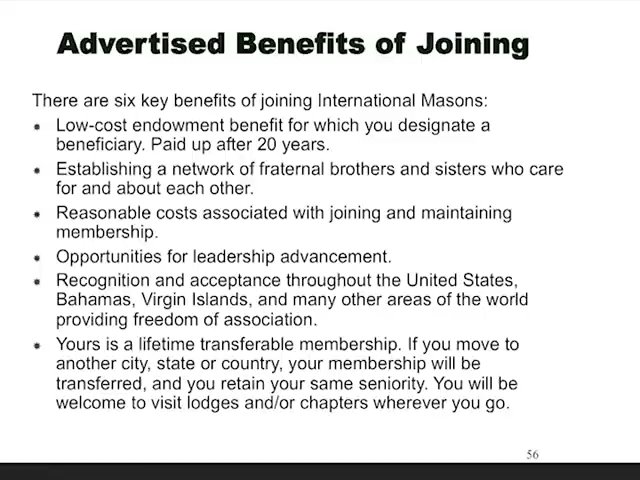 Advertised Benefits of Joining
There are six key benefits of joining International Masons:
• Low-cost endowment benefit for which you designate a
beneficiary. Paid up after 20 years.
• Establishing a network of fraternal brothers and sisters who care
for and about each other.
• Reasonable costs associated with joining and maintaining
membership.
• Opportunities for leadership advancement.
• Recognition and acceptance throughout the United States,
Bahamas, Virgin Islands, and many other areas of the world
providing freedom of association.
• Yours is a lifetime transferable membership. If you move to
another city, state or country, your membership will be
transferred, and you retain your same seniority. You will be
welcome to visit lodges and/or chapters wherever you go.
56